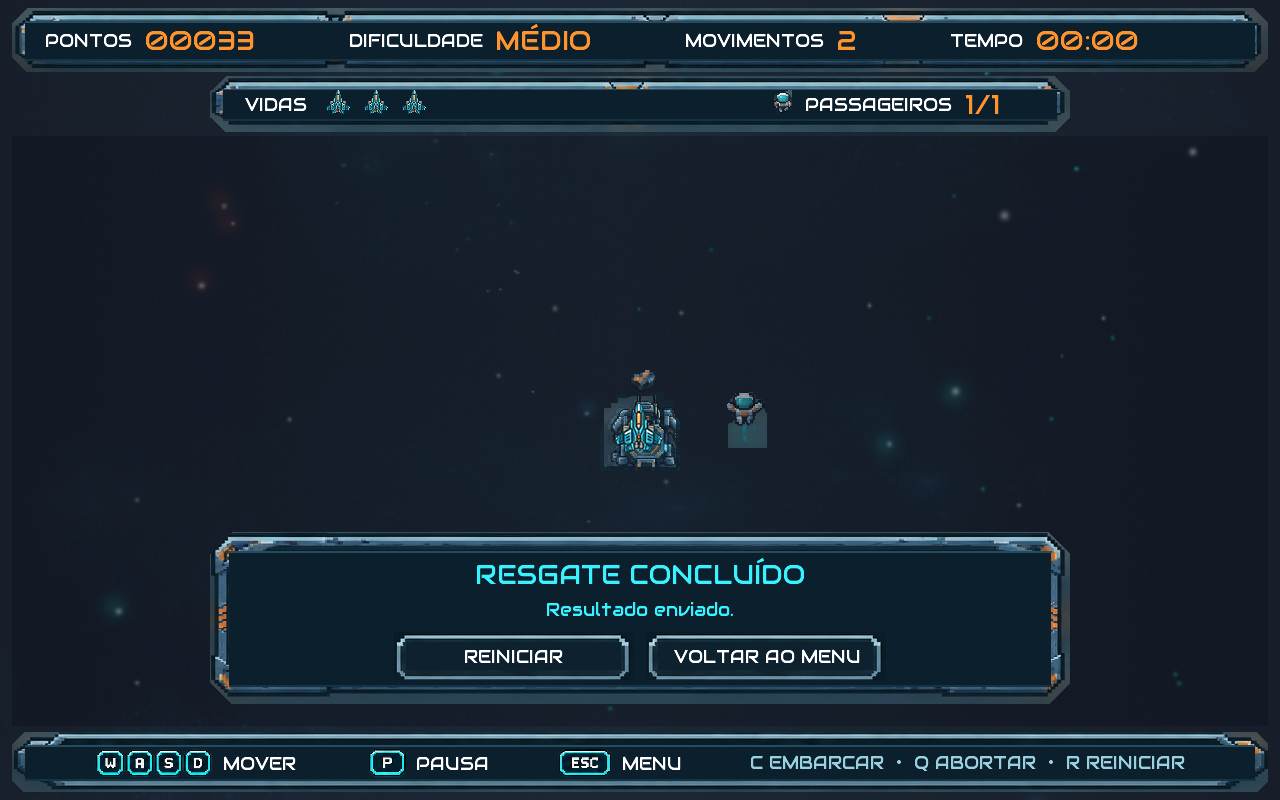 PONTOS 00033 DIFICULDADE MÉDIO MOVIMENTOS 2 TEMPO 00:00
VIDAS PASSAGEIROS 1/1
RESGATE CONCLUÍDO
Resultado enviado.
REINICIAR VOLTAR AO MENU
W A S D MOVER P PAUSA ESC MENU C EMBARCAR • Q ABORTAR • R REINICIAR